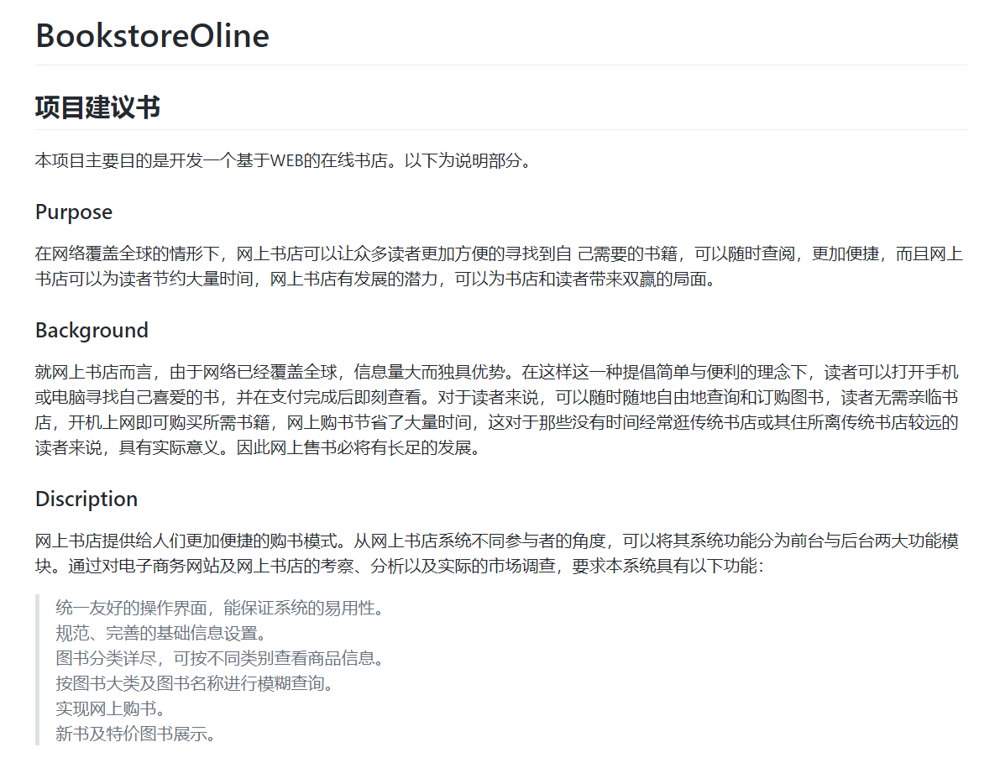 BookstoreOline
项目建议书
本项目主要目的是开发一个基于WEB的在线书店。以下为说明部分。
Purpose
在网络覆盖全球的情形下，网上书店可以让众多读者更加方便的寻找到自 己需要的书籍，可以随时查阅，更加便捷，而且网上
书店可以为读者节约大量时间，网上书店有发展的潜力，可以为书店和读者带来双赢的局面。
Background
就网上书店而言，由于网络已经覆盖全球，信息量大而独具优势。在这样这一种提倡简单与便利的理念下，读者可以打开手机
或电脑寻找自己喜爱的书，并在支付完成后即刻查看。对于读者来说，可以随时随地自由地查询和订购图书，读者无需亲临书
店，开机上网即可购买所需书籍，网上购书节省了大量时间，这对于那些没有时间经常逛传统书店或其住所离传统书店较远的
读者来说，具有实际意义。因此网上售书必将有长足的发展。
Discription
网上书店提供给人们更加便捷的购书模式。从网上书店系统不同参与者的角度，可以将其系统功能分为前台与后台两大功能模
块。通过对电子商务网站及网上书店的考察、分析以及实际的市场调查，要求本系统具有以下功能：
统一友好的操作界面，能保证系统的易用性。
规范、完善的基础信息设置。
图书分类详尽，可按不同类别查看商品信息。
按图书大类及图书名称进行模糊查询。
实现网上购书。
新书及特价图书展示。